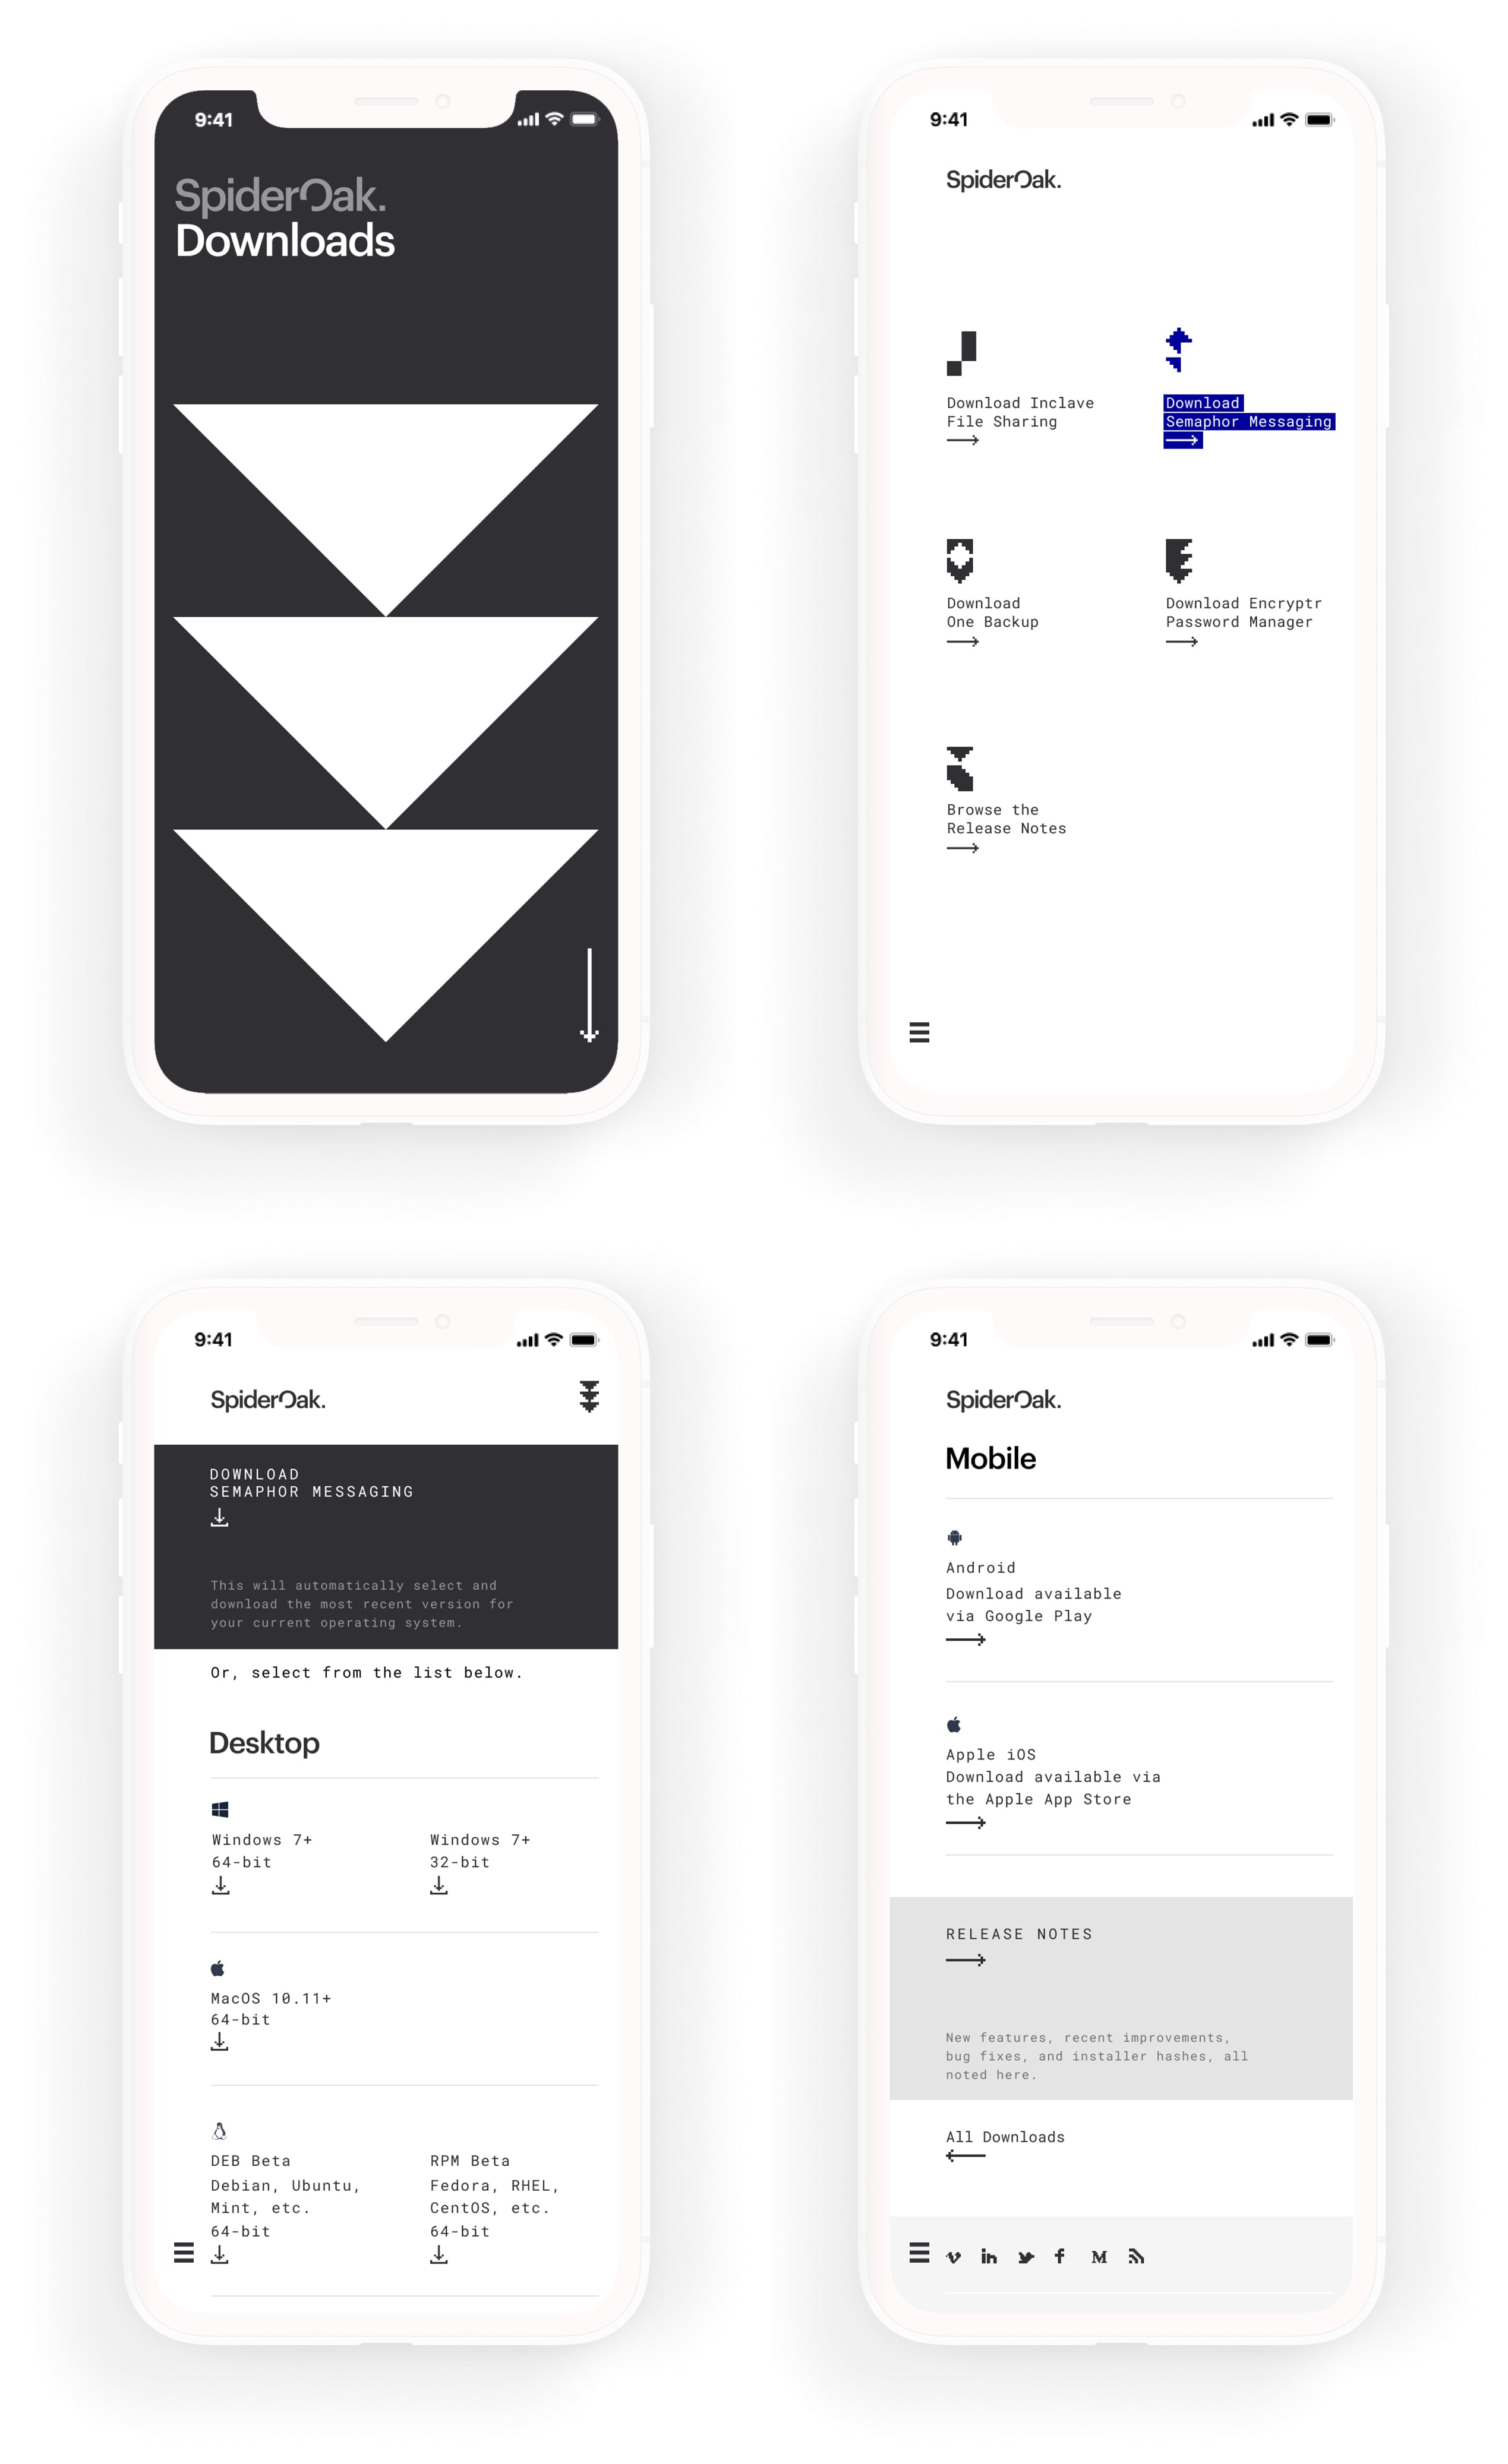 9:41
SpiderOak.
Downloads
9:41
SpiderOak.
Download Inclave
File Sharing
Download
Semaphor Messaging
Download
One Backup
Download Encryptr
Password Manager
Browse the
Release Notes
9:41
SpiderOak.
DOWNLOAD
SEMAPHOR MESSAGING
This will automatically select and
download the most recent version for
your current operating system.
Or, select from the list below.
Desktop
Windows 7+
64-bit
Windows 7+
32-bit
MacOS 10.11+
64-bit
DEB Beta
Debian, Ubuntu,
Mint, etc.
64-bit
RPM Beta
Fedora, RHEL,
CentOS, etc.
64-bit
9:41
SpiderOak.
Mobile
Android
Download available
via Google Play
Apple iOS
Download available via
the Apple App Store
RELEASE NOTES
New features, recent improvements,
bug fixes, and installer hashes, all
noted here.
All Downloads